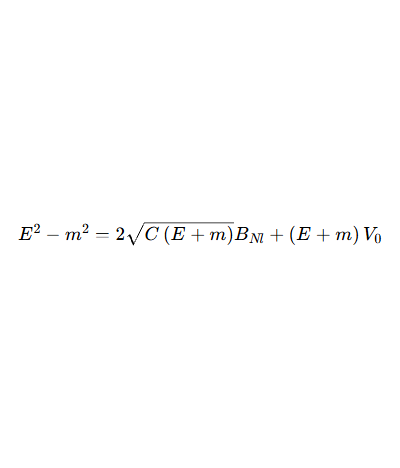 $E^2 - m^2 = 2\sqrt{C\,(E+m)}B_{Nl} + (E+m)\,V_0$